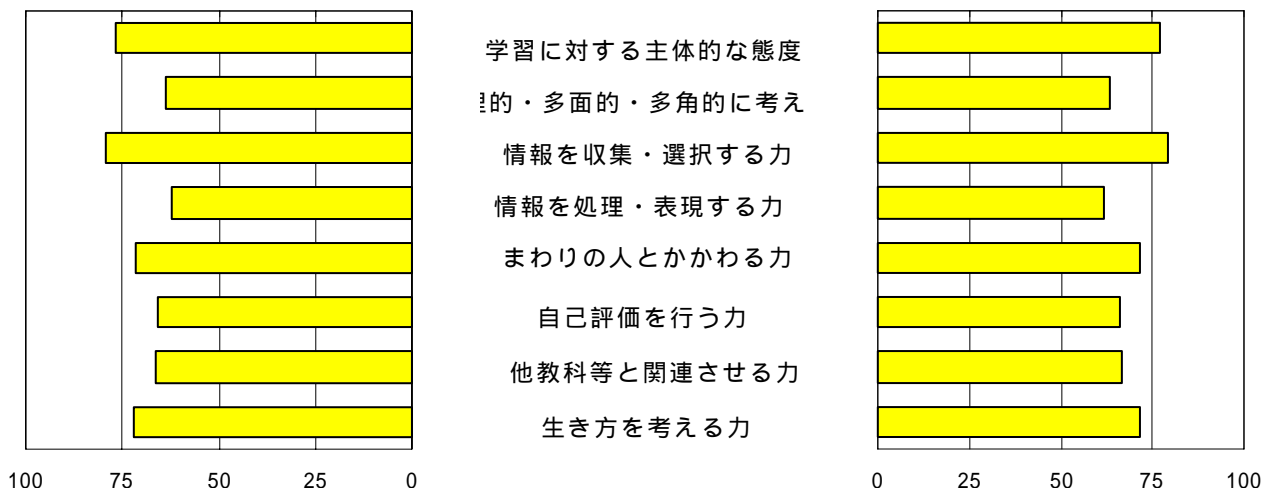 学習に対する主体的な態度
的・多面的・多角的に考え
情報を収集・選択する力
情報を処理・表現する力
まわりの人とかかわる力
自己評価を行う力
他教科等と関連させる力
生き方を考える力
100 75 50 25 0
0 25 50 75 100